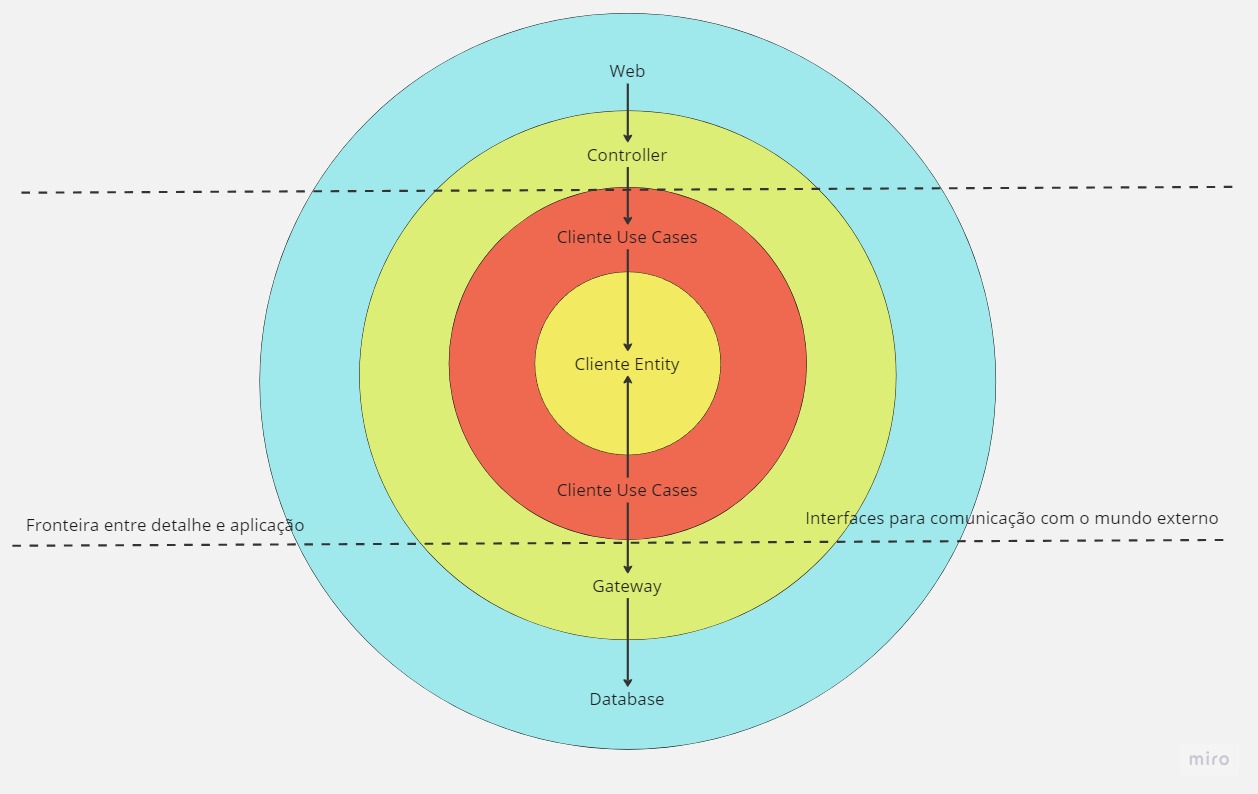 Web
Controller
Cliente Use Cases
Cliente Entity
Cliente Use Cases
Fronteira entre detalhe e aplicação
Interfaces para comunicação com o mundo externo
Gateway
Database
miro